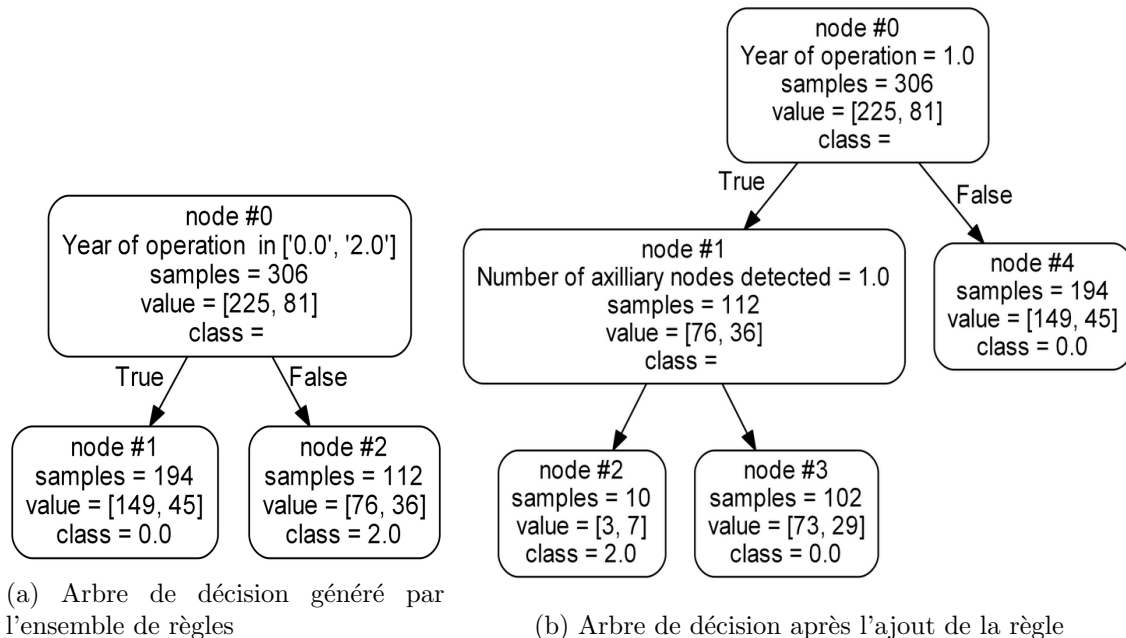 node #0
Year of operation in ['0.0', '2.0']
samples = 306
value = [225, 81]
class =
True
False
node #1
samples = 194
value = [149, 45]
class = 0.0
node #2
samples = 112
value = [76, 36]
class = 2.0
(a) Arbre de décision généré par
l'ensemble de règles
node #0
Year of operation = 1.0
samples = 306
value = [225, 81]
class =
True
False
node #1
Number of axilliary nodes detected = 1.0
samples = 112
value = [76, 36]
class =
node #4
samples = 194
value = [149, 45]
class = 0.0
node #2
samples = 10
value = [3, 7]
class = 2.0
node #3
samples = 102
value = [73, 29]
class = 0.0
(b) Arbre de décision après l'ajout de la règle